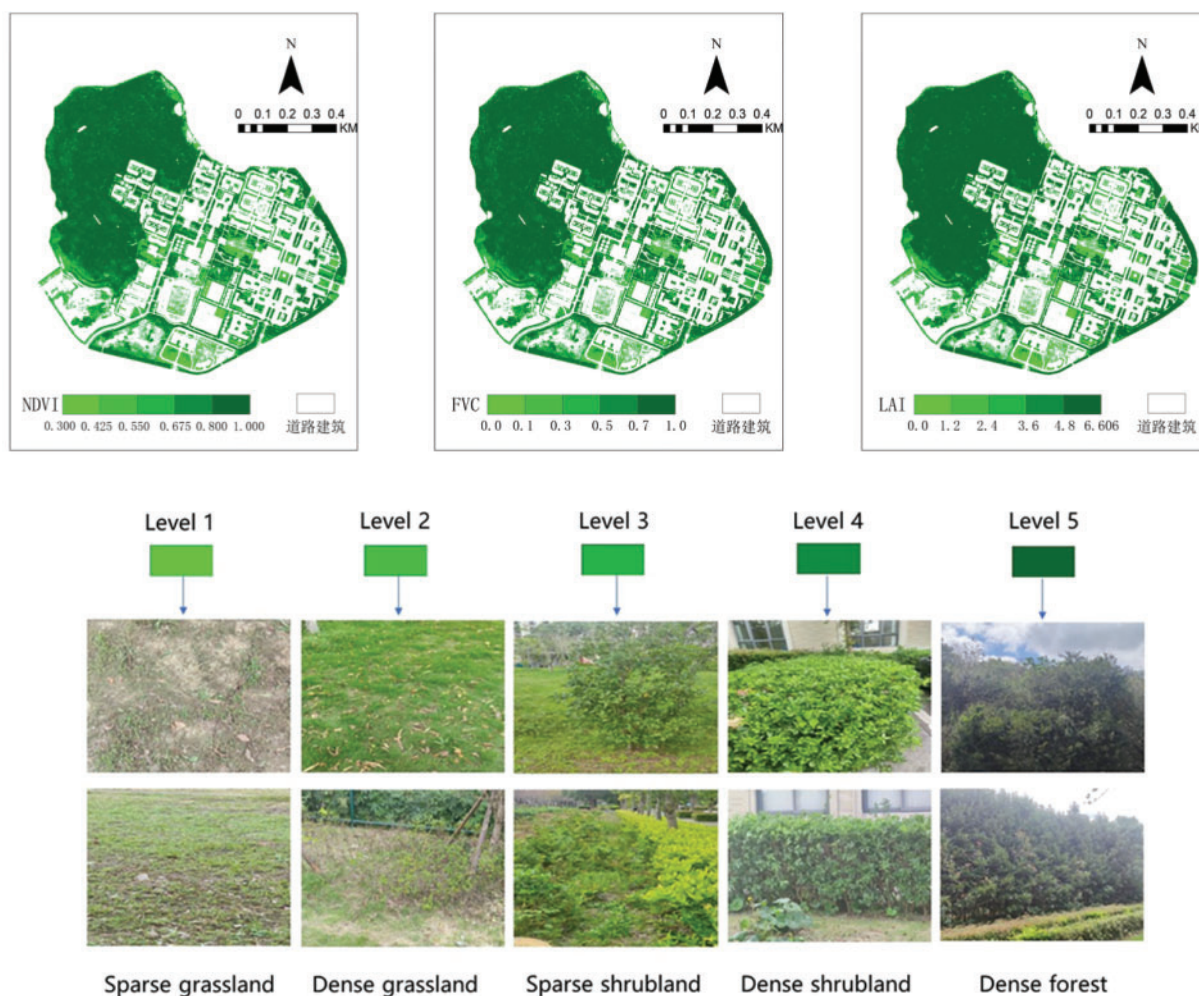 N
0 0.1 0.2 0.3 0.4
KM
NDVI
0.300 0.425 0.550 0.675 0.800 1.000
道路建筑
N
0 0.1 0.2 0.3 0.4
KM
FVC
0.0 0.1 0.3 0.5 0.7 1.0
道路建筑
N
0 0.1 0.2 0.3 0.4
KM
LAI
0.0 1.2 2.4 3.6 4.8 6.606
道路建筑
Level 1 Level 2 Level 3 Level 4 Level 5
Sparse grassland Dense grassland Sparse shrubland Dense shrubland Dense forest